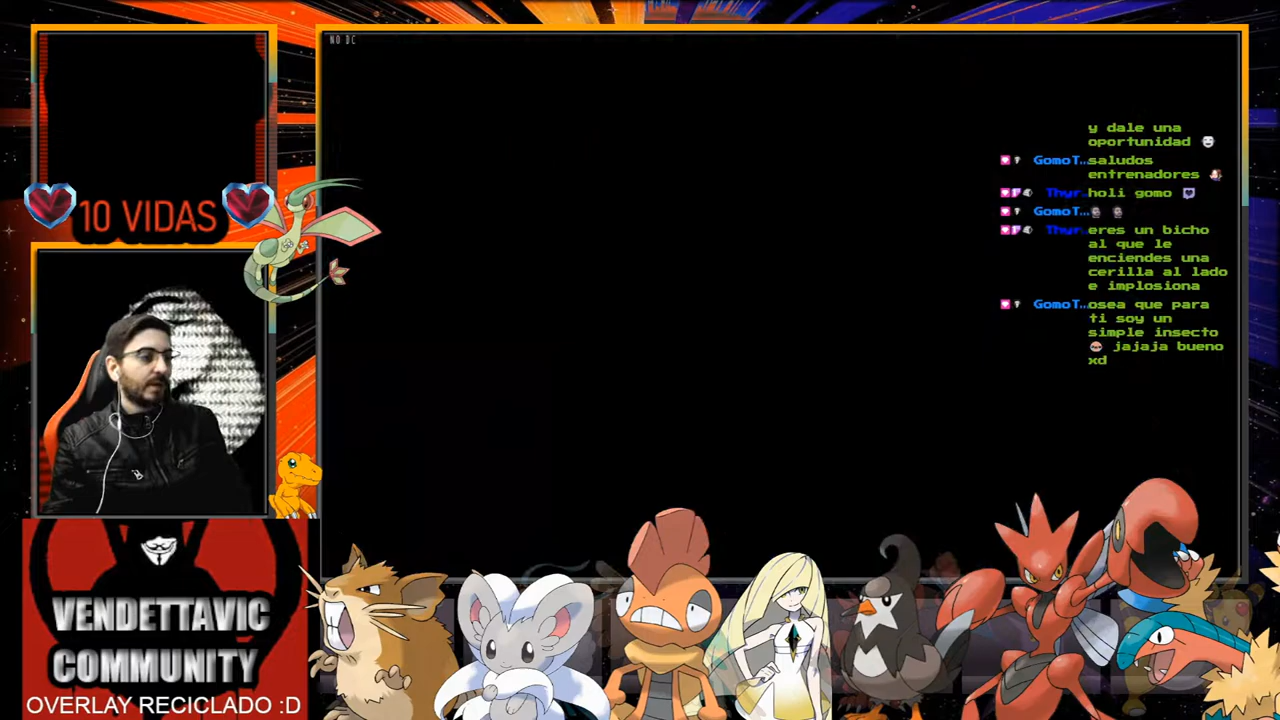 NO DC
10 VIDAS
y dale una
oportunidad
GomoT... saludos
entrenadores
Thyr... holi gomo
GomoT...
Thyr... eres un bicho
al que le
enciendes una
cerilla al lado
e implosiona
GomoT... osea que para
ti soy un
simple insecto
jajaja bueno
xd
VENDETTAVIC
COMMUNITY
OVERLAY RECICLADO :D